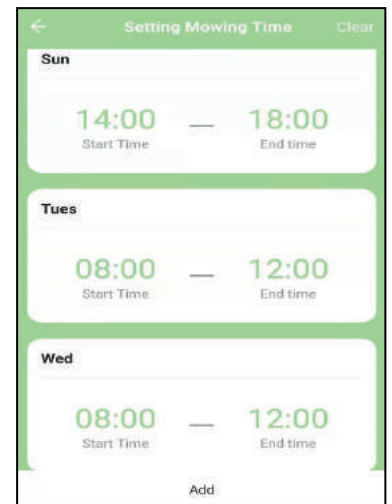 Setting Mowing Time Clear
Sun
14:00 — 18:00
Start Time End time
Tues
08:00 — 12:00
Start Time End time
Wed
08:00 — 12:00
Start Time End time
Add